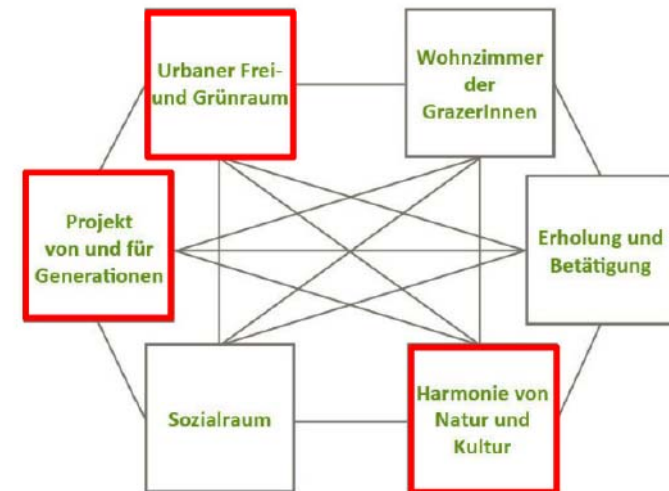 Urbaner Frei-
und Grünraum
Wohnzimmer
der
GrazerInnen
Projekt
von und für
Generationen
Erholung und
Betätigung
Sozialraum
Harmonie von
Natur und
Kultur